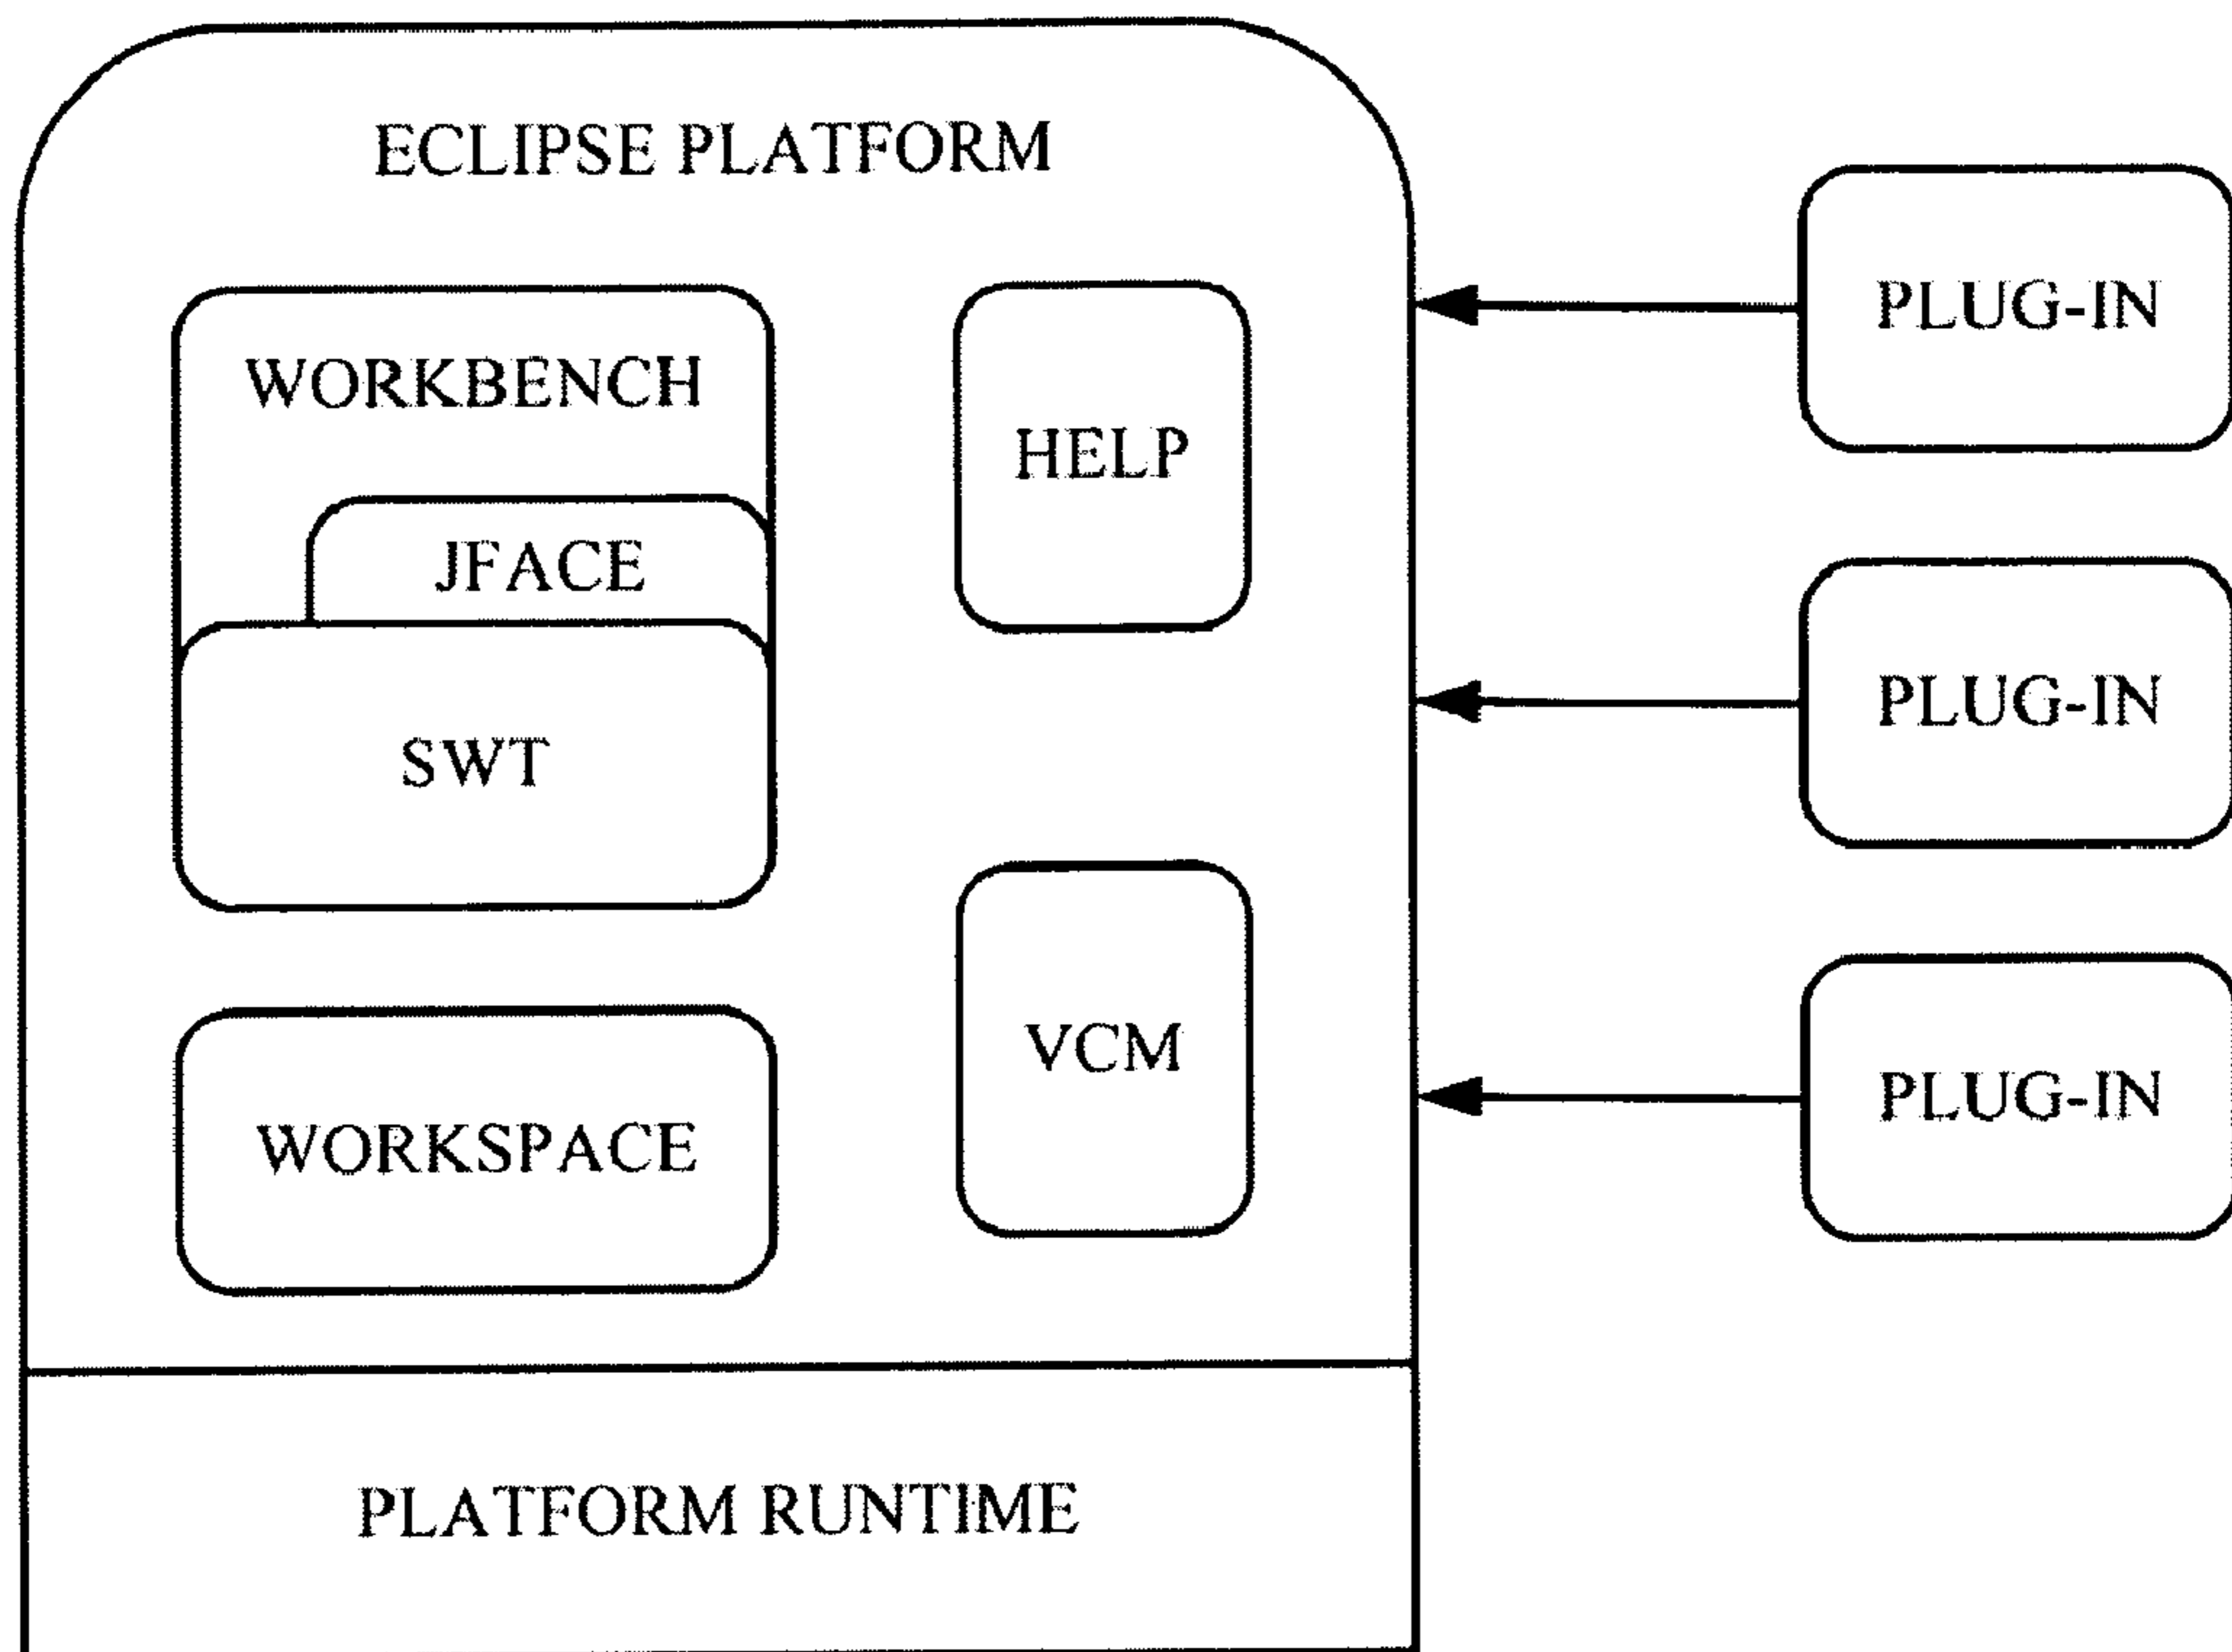 ECLIPSE PLATFORM
WORKBENCH
JFACE
SWT
WORKSPACE
HELP
VCM
PLATFORM RUNTIME
PLUG-IN
PLUG-IN
PLUG-IN